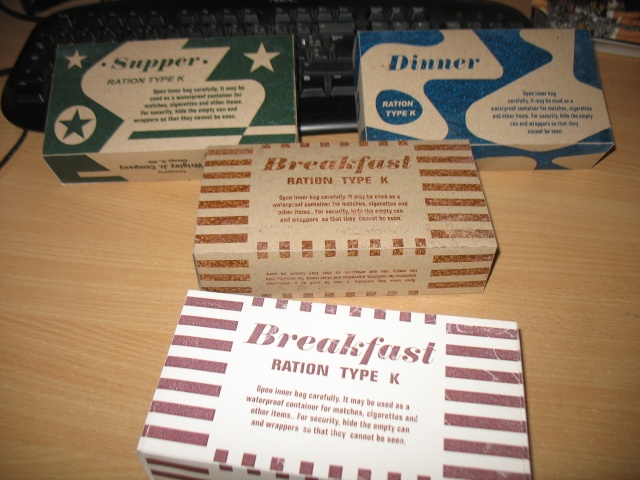 Supper
RATION TYPE K
Open inner bag carefully. It may be
used as a waterproof container for
matches, cigarettes and other items.
For security, hide the empty can and
wrappers so that they cannot be seen.
Wrigley Jr. Company
Dinner
RATION
TYPE K
Open inner bag
carefully. It may be used as a
waterproof container for matches, cigarettes
and other items. For security, hide the empty
can and wrappers so that they
cannot be seen.
Breakfast
RATION TYPE K
Open inner bag carefully. It may be used as a
waterproof container for matches, cigarettes and
other items.. For security, hide the empty can
and wrappers so that they cannot be seen.
Breakfast
RATION TYPE K
Open inner bag carefully. It may be used as a
waterproof container for matches, cigarettes and
other items.. For security, hide the empty can
and wrappers so that they cannot be seen.